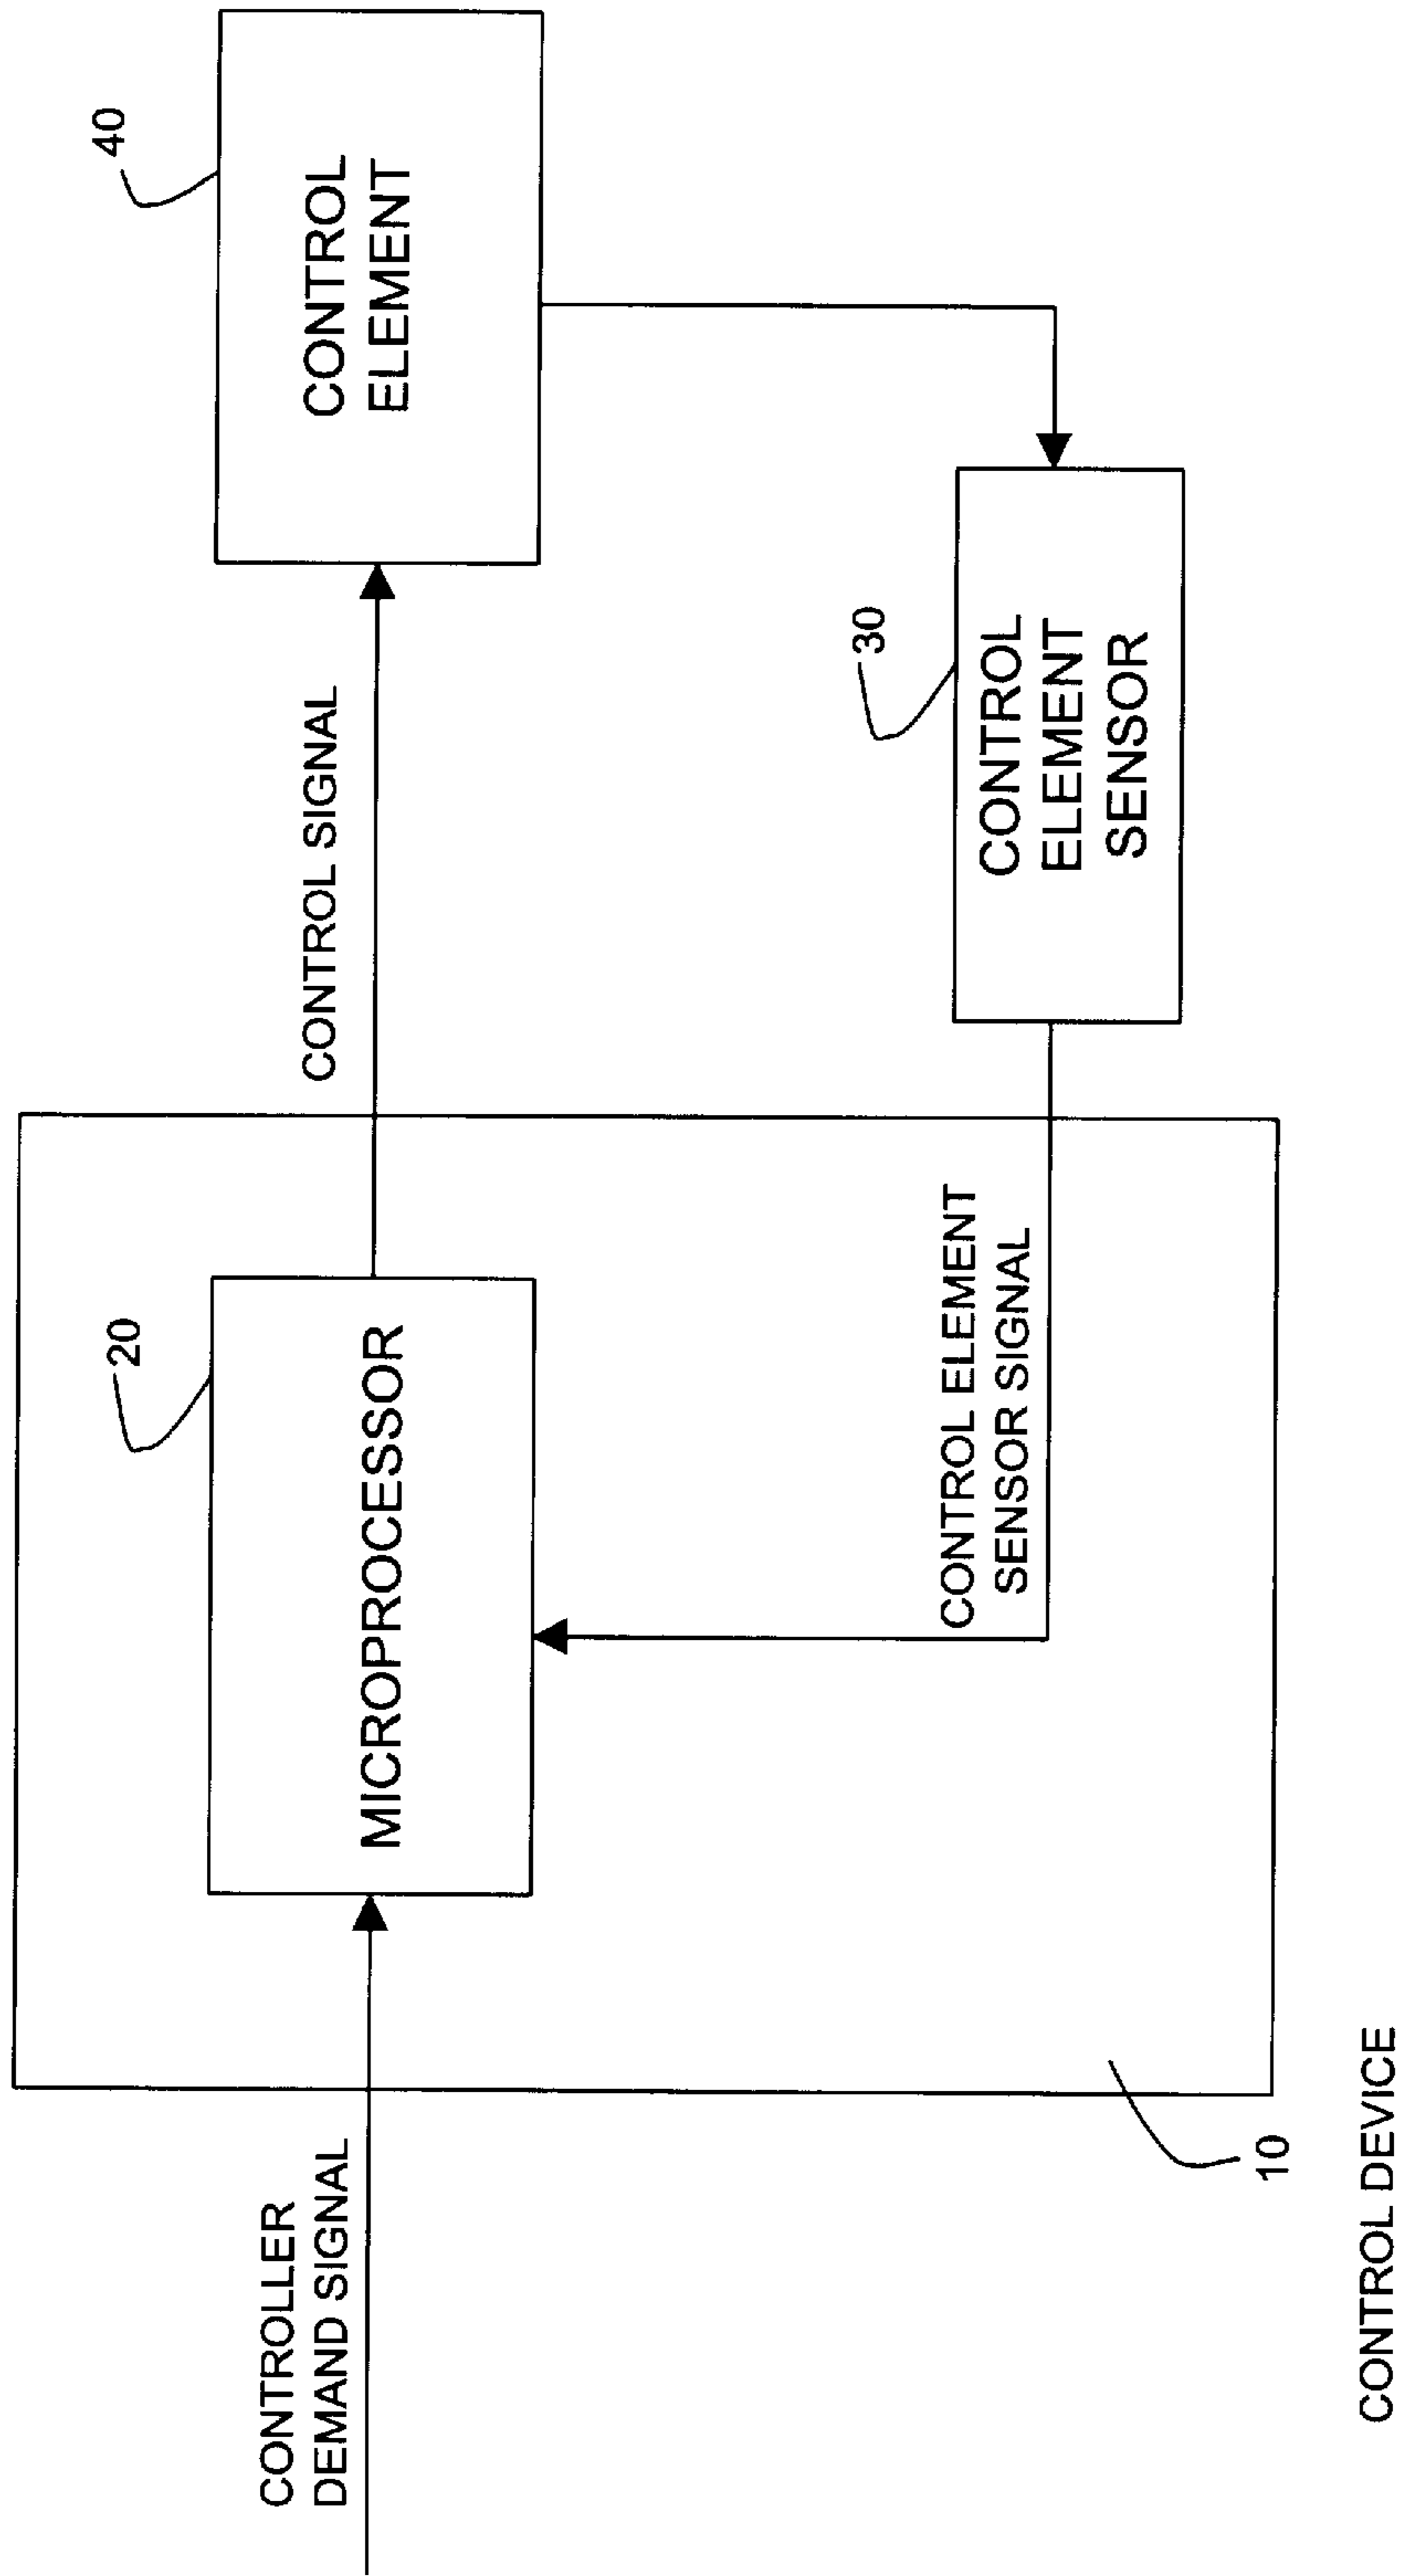 CONTROLLER
DEMAND SIGNAL
20
MICROPROCESSOR
CONTROL SIGNAL
40
CONTROL
ELEMENT
CONTROL ELEMENT
SENSOR SIGNAL
30
CONTROL
ELEMENT
SENSOR
10
CONTROL DEVICE